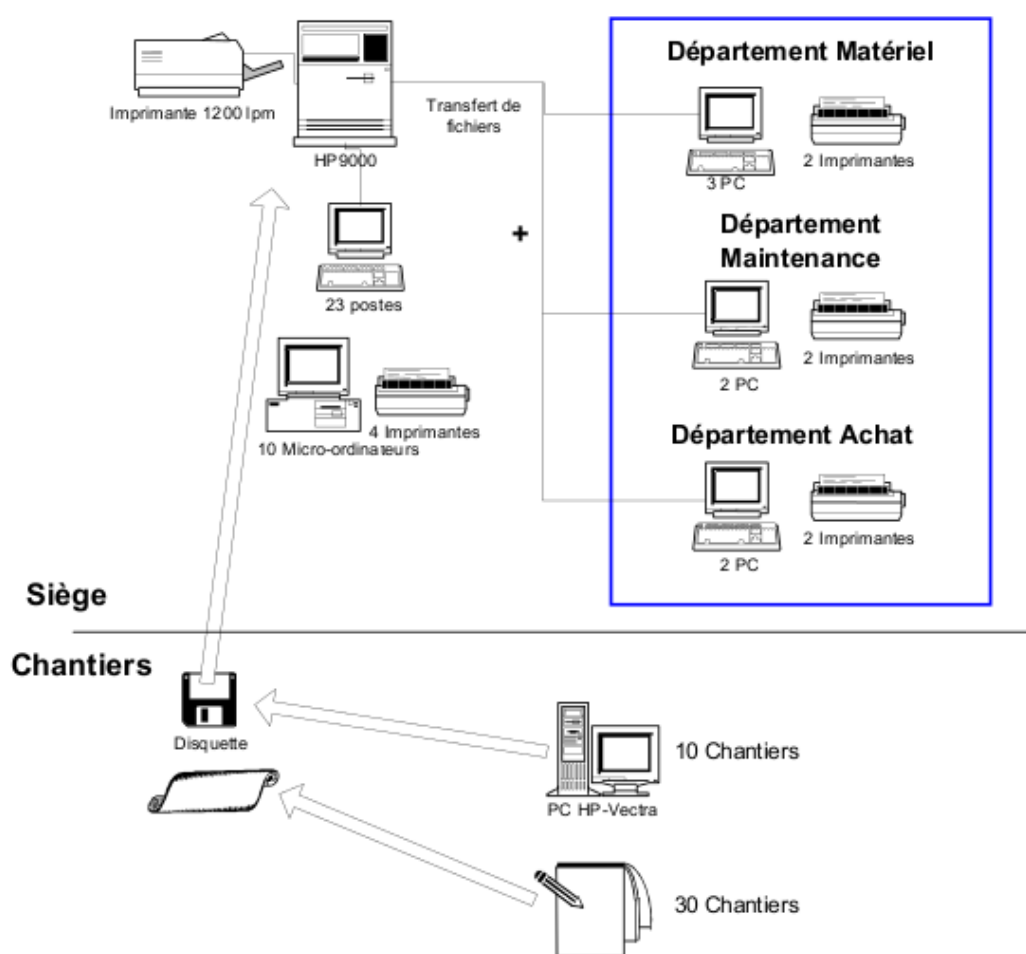 Département Matériel
Imprimante 1200 lpm
HP9000
Transfert de
fichiers
2 Imprimantes
3 PC
Département
Maintenance
+
23 postes
2 Imprimantes
2 PC
4 Imprimantes
10 Micro-ordinateurs
Département Achat
2 Imprimantes
2 PC
Siège
Chantiers
Disquette
10 Chantiers
PC HP-Vectra
30 Chantiers